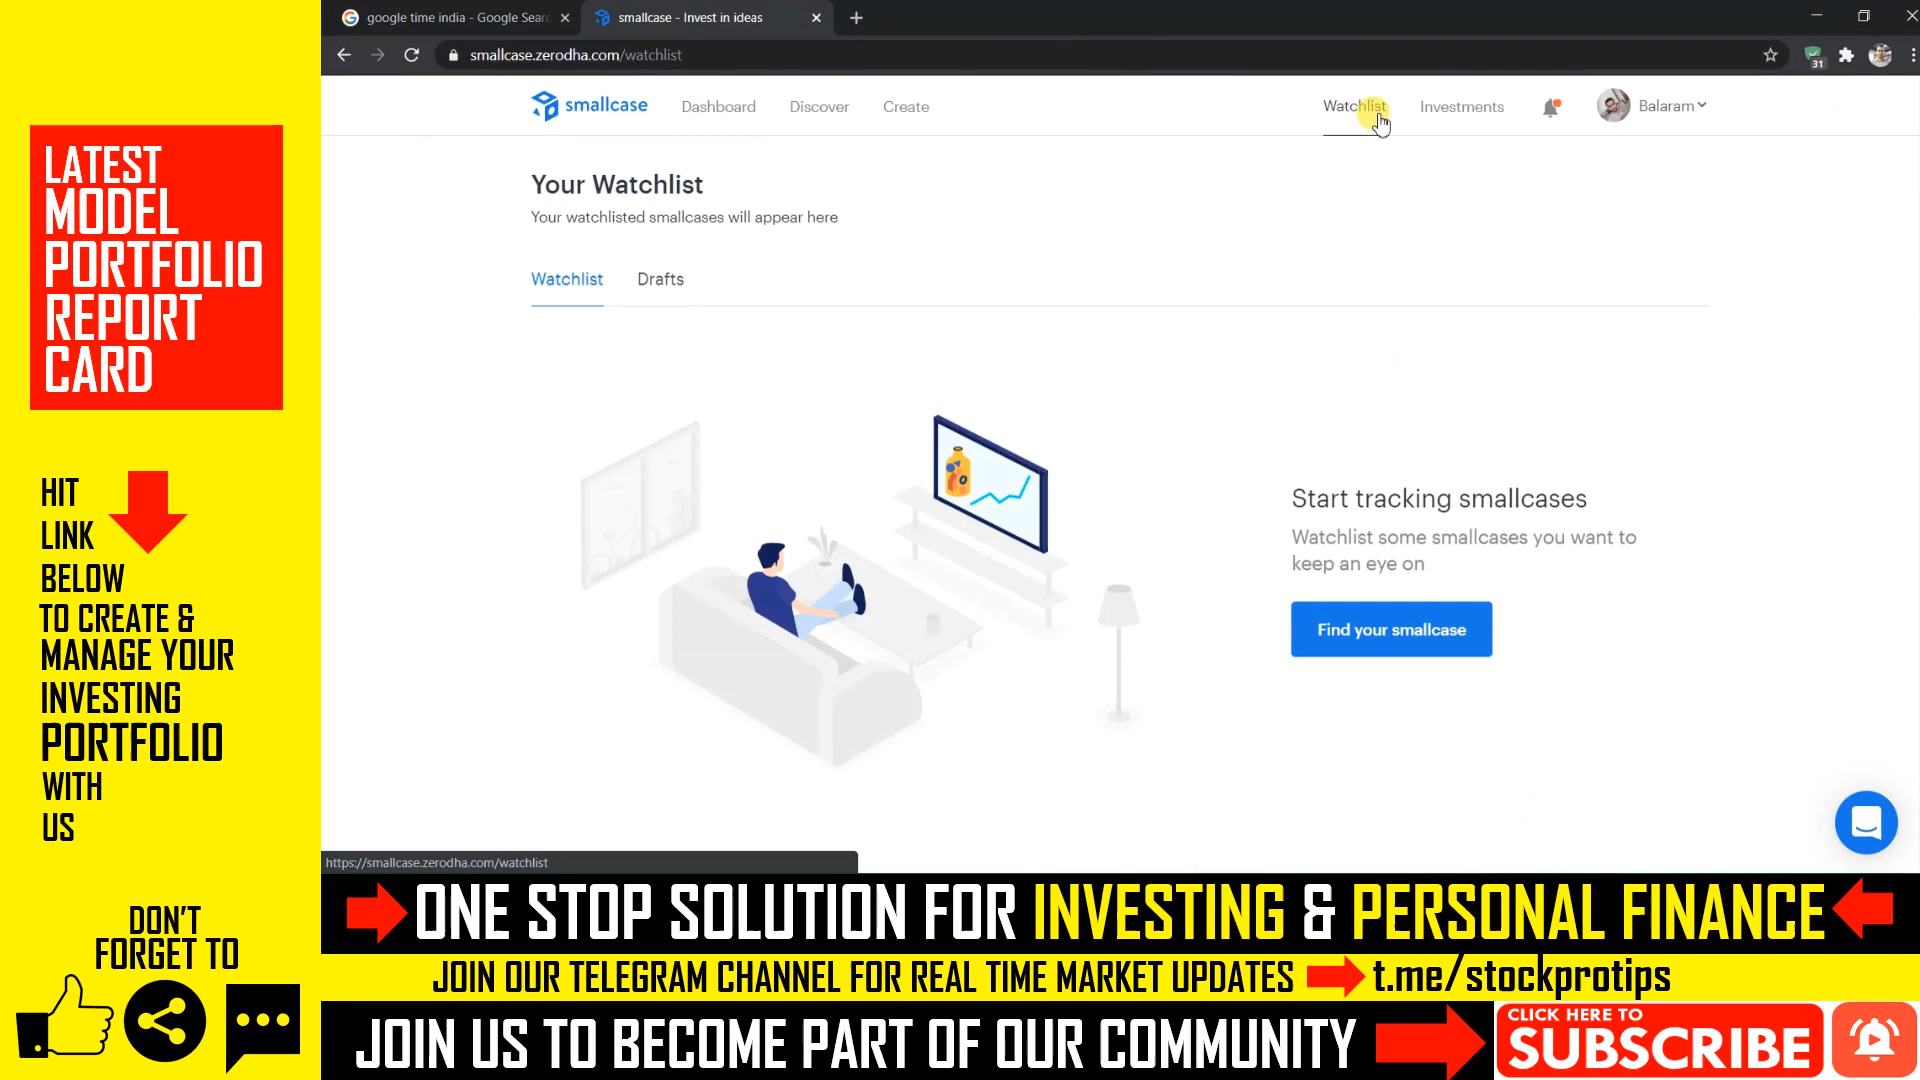 google time india - Google Sear
smallcase - Invest in ideas
smallcase.zerodha.com/watchlist
31
smallcase
Dashboard
Discover
Create
Watchlist
Investments
Balaram
Your Watchlist
Your watchlisted smallcases will appear here
Watchlist
Drafts
Start tracking smallcases
Watchlist some smallcases you want to
keep an eye on
Find your smallcase
https://smallcase.zerodha.com/watchlist
LATEST
MODEL
PORTFOLIO
REPORT
CARD
HIT
LINK
BELOW
TO CREATE &
MANAGE YOUR
INVESTING
PORTFOLIO
WITH
US
DON'T
FORGET TO
ONE STOP SOLUTION FOR INVESTING & PERSONAL FINANCE
JOIN OUR TELEGRAM CHANNEL FOR REAL TIME MARKET UPDATES t.me/stockprotips
JOIN US TO BECOME PART OF OUR COMMUNITY
CLICK HERE TO
SUBSCRIBE